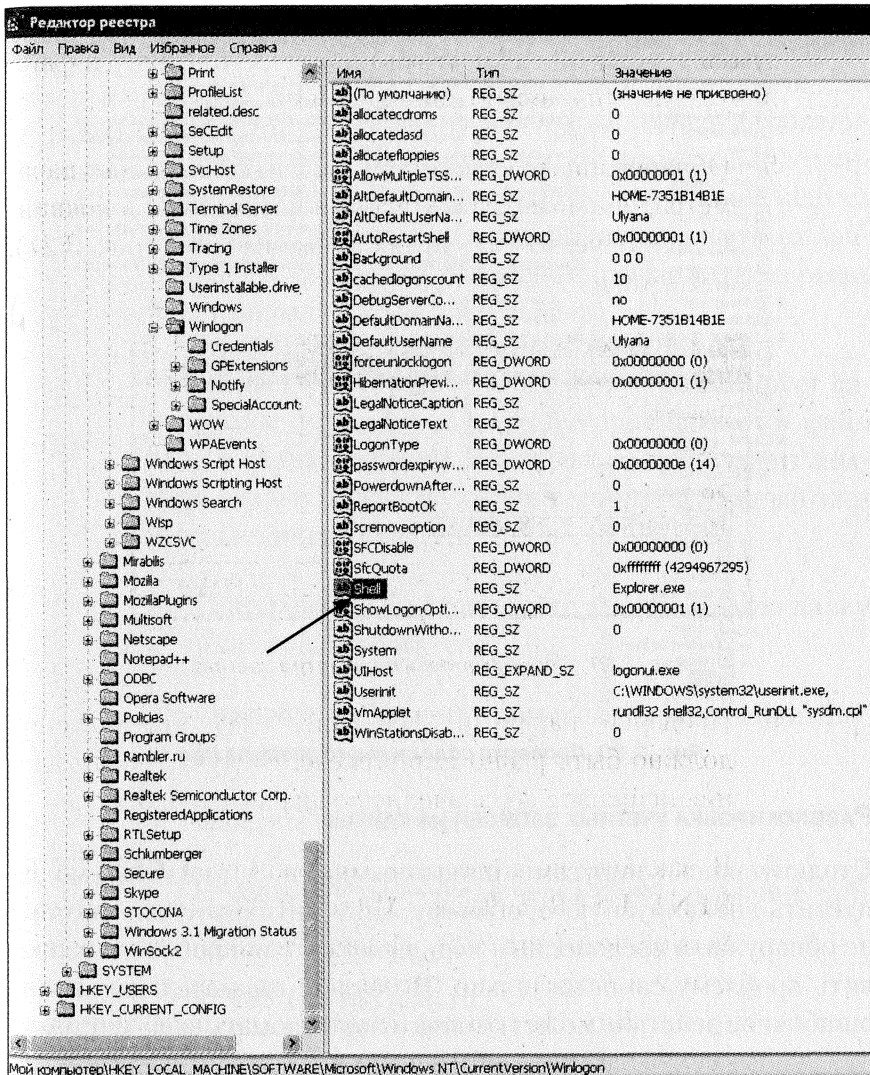 Редактор реестра
Файл Правка Вид Избранное Справка
Print
ProfileList
related.desc
SeCEdit
Setup
SvcHost
SystemRestore
Terminal Server
Time Zones
Tracing
Type 1 Installer
Userinstallable.drive
Windows
Winlogon
Credentials
GPExtensions
Notify
SpecialAccount:
WOW
WPAEvents
Windows Script Host
Windows Scripting Host
Windows Search
Wisp
WZCSVC
Mirabilis
Mozilla
MozillaPlugins
Multisoft
Netscape
Notepad++
ODBC
Opera Software
Policies
Program Groups
Rambler.ru
Realtek
Realtek Semiconductor Corp.
RegisteredApplications
RTLSetup
Schlumberger
Secure
Skype
STOCONA
Windows 3.1 Migration Status
WinSock2
SYSTEM
HKEY_USERS
HKEY_CURRENT_CONFIG
Имя Тип Значение
(По умолчанию) REG_SZ (значение не присвоено)
allocatecdroms REG_SZ 0
allocatedasd REG_SZ 0
allocatefloppies REG_SZ 0
AllowMultipleTSS... REG_DWORD 0x00000001 (1)
AltDefaultDomain... REG_SZ HOME-7351B14B1E
AltDefaultUserNa... REG_SZ Ulyana
AutoRestartShell REG_DWORD 0x00000001 (1)
Background REG_SZ 0 0 0
cachedlogonscount REG_SZ 10
DebugServerCo... REG_SZ no
DefaultDomainNa... REG_SZ HOME-7351B14B1E
DefaultUserName REG_SZ Ulyana
forceunlocklogon REG_DWORD 0x00000000 (0)
HibernationPrevi... REG_DWORD 0x00000001 (1)
LegalNoticeCaption REG_SZ
LegalNoticeText REG_SZ
LogonType REG_DWORD 0x00000000 (0)
passwordexpiryw... REG_DWORD 0x0000000e (14)
PowerdownAfter... REG_SZ 0
ReportBootOk REG_SZ 1
scremoveoption REG_SZ 0
SFCDisable REG_DWORD 0x00000000 (0)
SfcQuota REG_DWORD 0xffffffff (4294967295)
Shell REG_SZ Explorer.exe
ShowLogonOpti... REG_DWORD 0x00000001 (1)
ShutdownWitho... REG_SZ 0
System REG_SZ
UIHost REG_EXPAND_SZ logonui.exe
Userinit REG_SZ C:\WINDOWS\system32\userinit.exe,
VmApplet REG_SZ rundll32 shell32,Control_RunDLL "sysdm.cpl"
WinStationsDisab... REG_SZ 0
Мой компьютер\HKEY_LOCAL_MACHINE\SOFTWARE\Microsoft\Windows NT\CurrentVersion\Winlogon